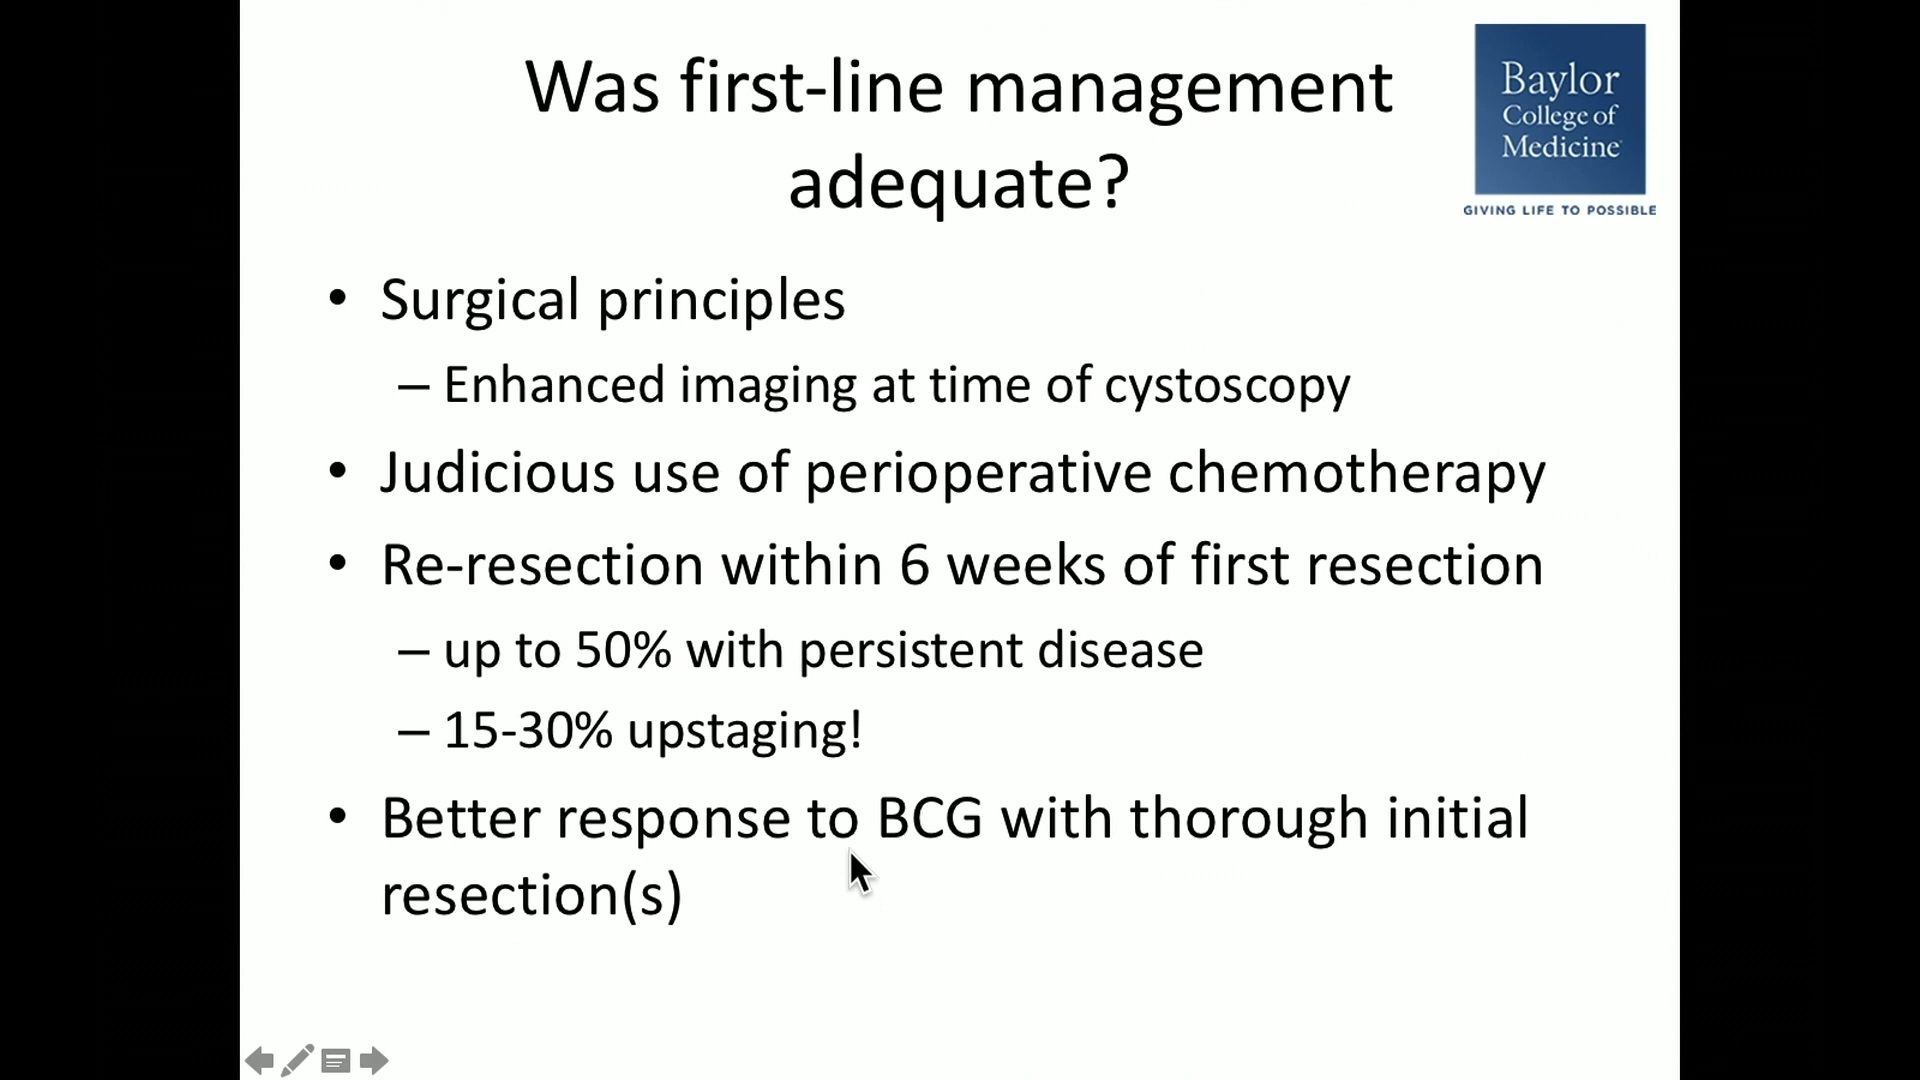 Was first-line management
adequate?
Baylor
College of
Medicine
GIVING LIFE TO POSSIBLE
• Surgical principles
– Enhanced imaging at time of cystoscopy
• Judicious use of perioperative chemotherapy
• Re-resection within 6 weeks of first resection
– up to 50% with persistent disease
– 15-30% upstaging!
• Better response to BCG with thorough initial
resection(s)